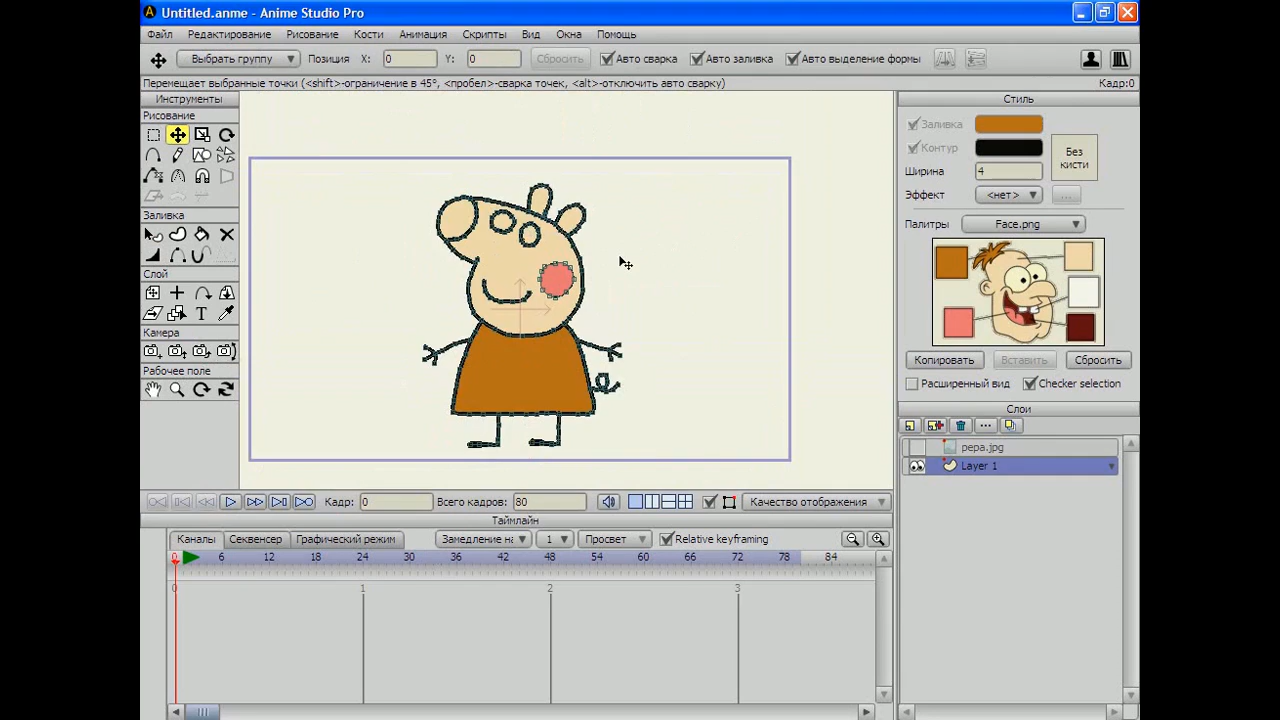 Untitled.anme - Anime Studio Pro
Файл Редактирование Рисование Кости Анимация Скрипты Вид Окна Помощь
Выбрать группу Позиция X: 0 Y: 0 Сбросить Авто сварка Авто заливка Авто выделение формы
Перемещает выбранные точки (<shift>-ограничение в 45°, <пробел>-сварка точек, <alt>-отключить авто сварку) Кадр:0
Инструменты
Рисование
Заливка
Слой
Камера
Рабочее поле
Стиль
Заливка
Контур
Ширина 4
Без кисти
Эффект <нет> ...
Палитры Face.png
Копировать Вставить Сбросить
Расширенный вид Checker selection
Слои
pepa.jpg
Layer 1
Кадр: 0 Всего кадров: 80 Качество отображения
Таймлайн
Каналы Секвенсер Графический режим Замедление на 1 Просвет Relative keyframing
0 6 12 18 24 30 36 42 48 54 60 66 72 78 84
0 1 2 3